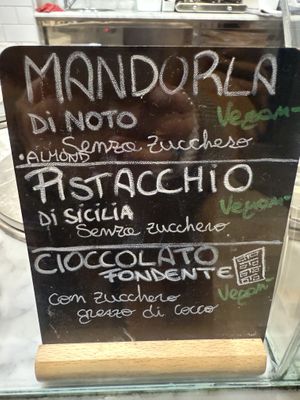 MANDORLA
DI NOTO Vegan
Senza zucchero
• ALMOND
PISTACCHIO
DI SICILIA Vegan
Senza zucchero
CIOCCOLATO
FONDENTE
con zucchero Vegan
grezzo di cocco